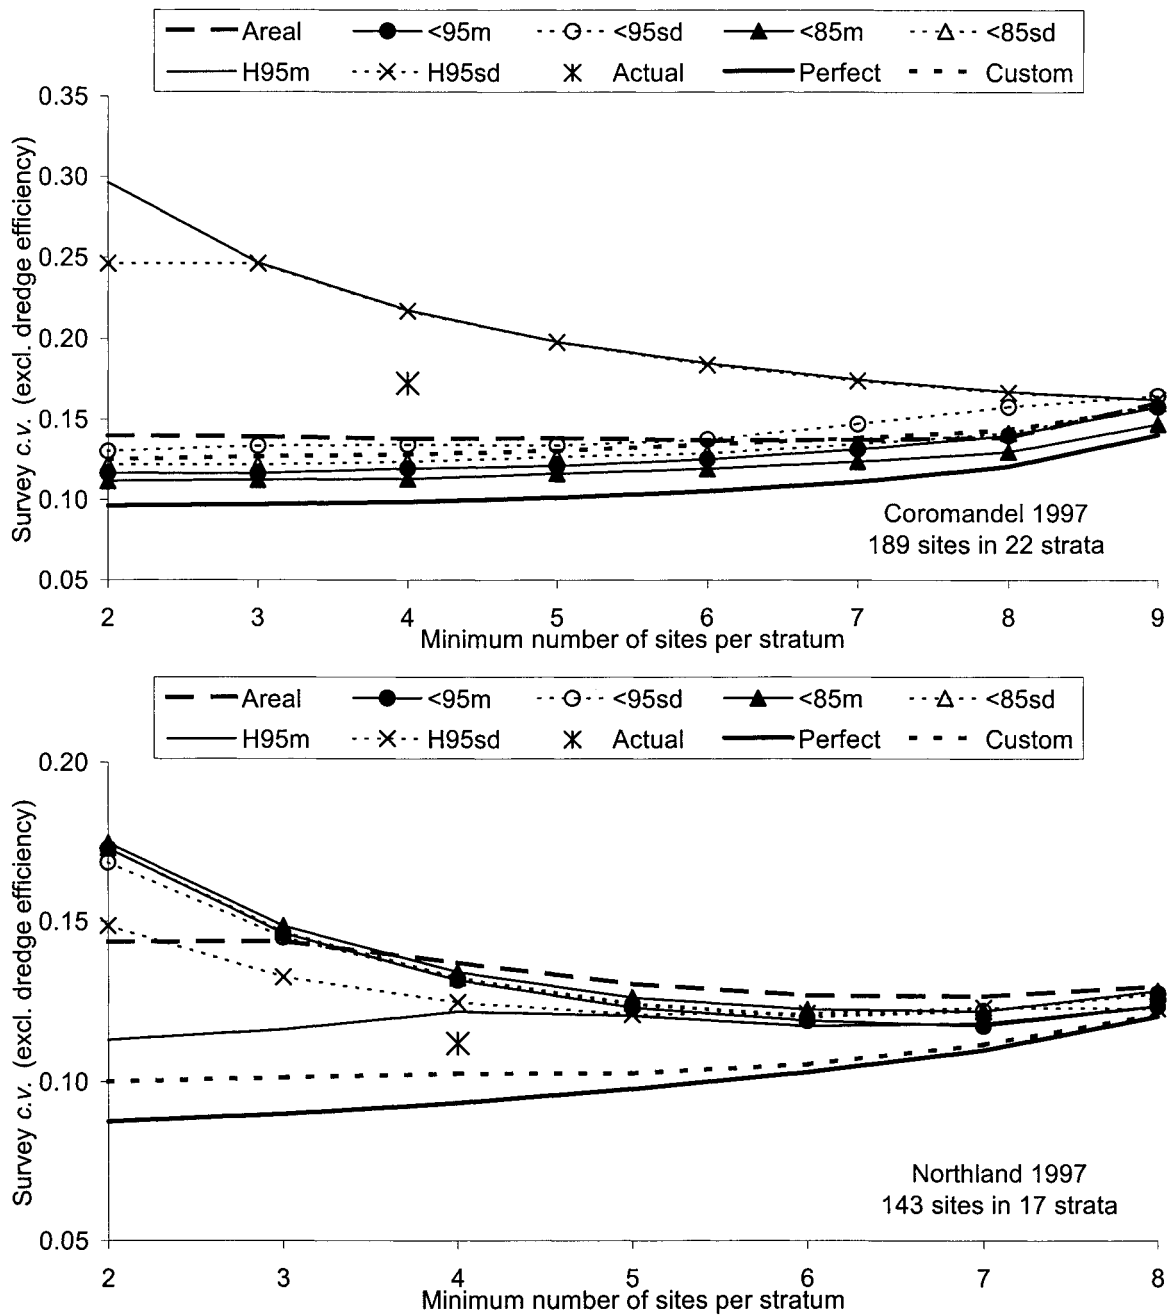 Areal <95m <95sd <85m <85sd
H95m H95sd Actual Perfect Custom
0.35
0.30
0.25
0.20
0.15
0.10
0.05
Survey c.v. (excl. dredge efficiency)
Coromandel 1997
189 sites in 22 strata
2 3 4 5 6 7 8 9
Minimum number of sites per stratum
Areal <95m <95sd <85m <85sd
H95m H95sd Actual Perfect Custom
0.20
0.15
0.10
0.05
Survey c.v. (excl. dredge efficiency)
Northland 1997
143 sites in 17 strata
2 3 4 5 6 7 8
Minimum number of sites per stratum